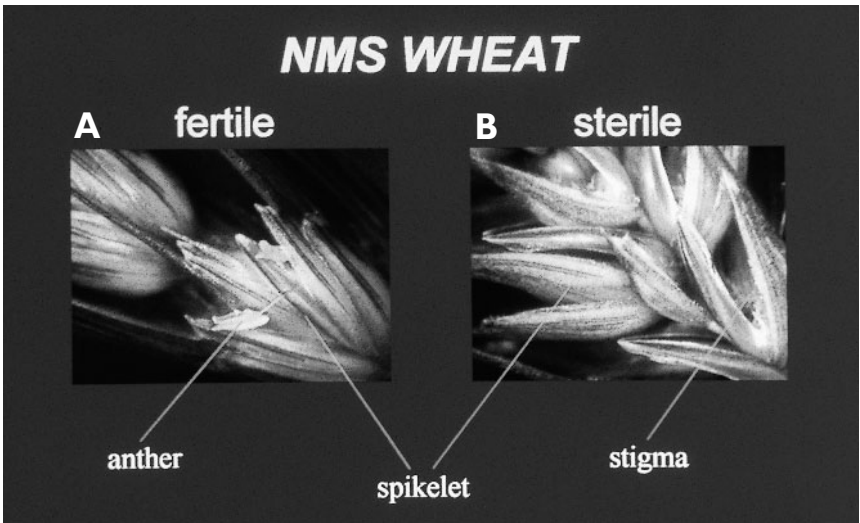 NMS WHEAT
A
fertile
B
sterile
anther
spikelet
stigma